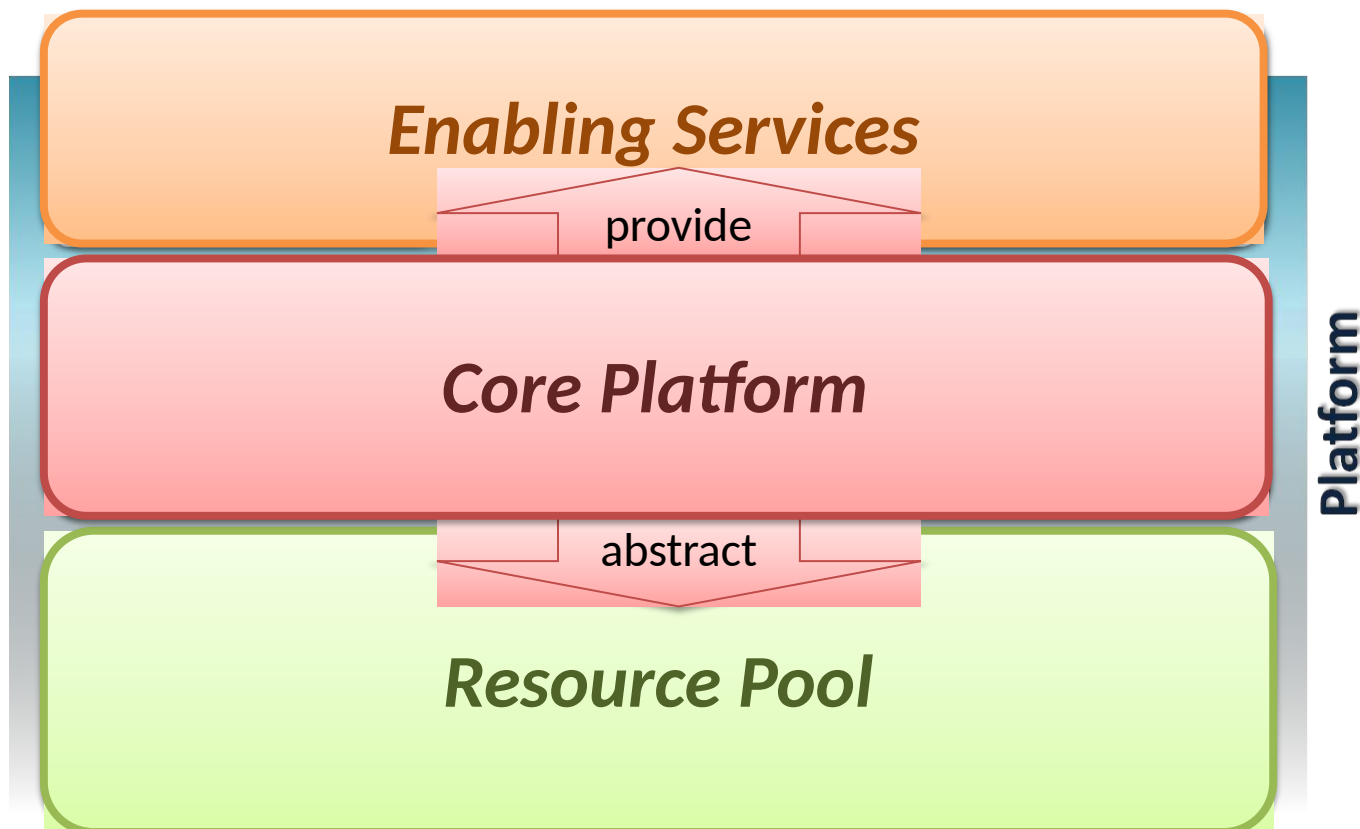 Enabling Services
provide
Core Platform
abstract
Resource Pool
Platform